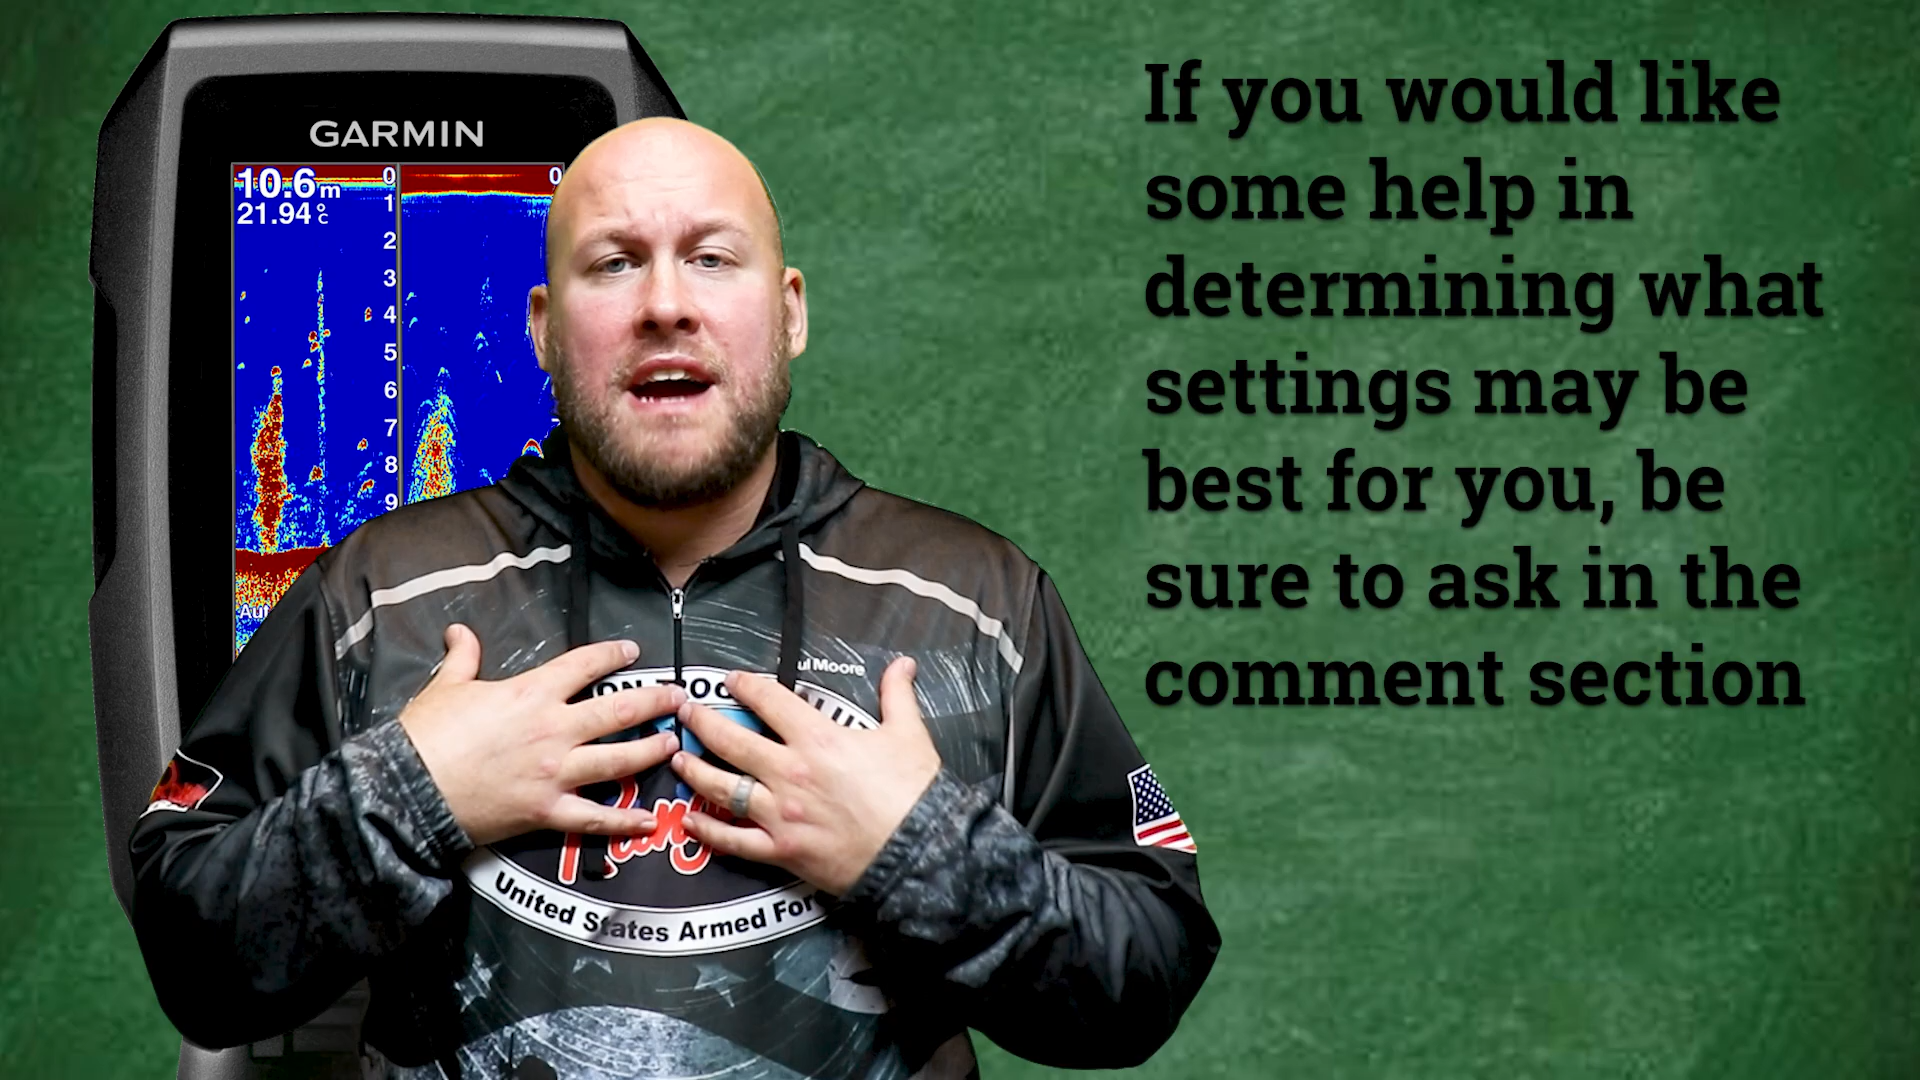 GARMIN
10.6m
21.94°C
0
1
2
3
4
5
6
7
8
9
0
If you would like
some help in
determining what
settings may be
best for you, be
sure to ask in the
comment section
Moore
United States Armed